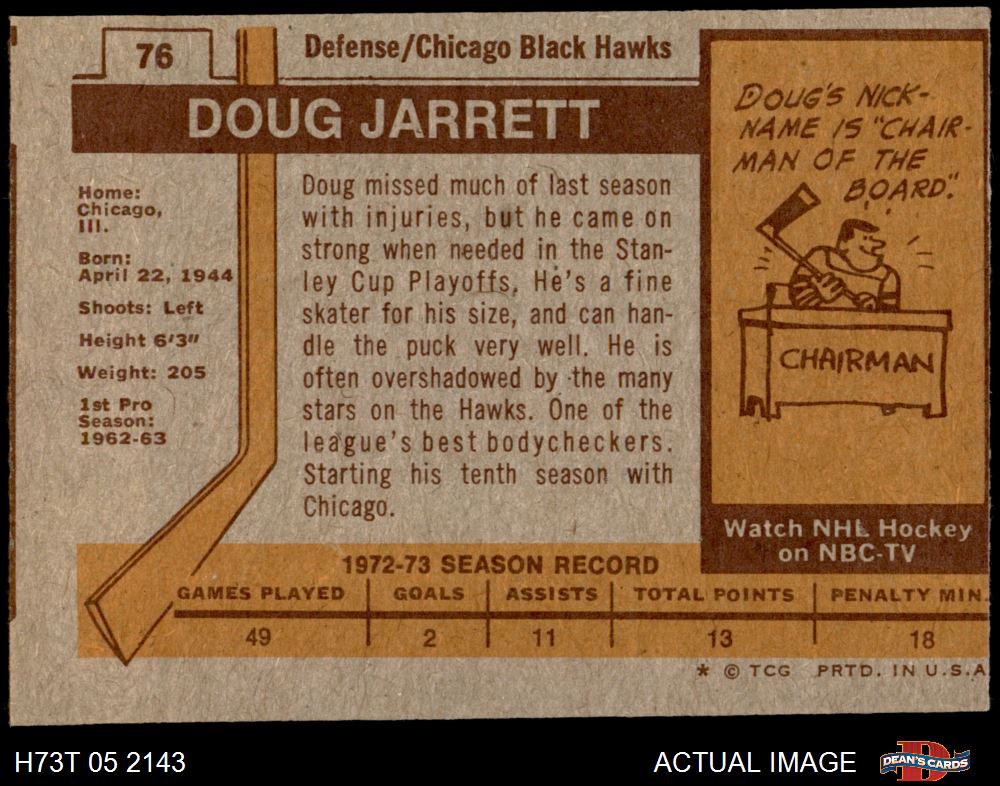 76
Defense/Chicago Black Hawks
DOUG JARRETT
Home:
Chicago,
Ill.
Born:
April 22, 1944
Shoots: Left
Height 6'3"
Weight: 205
1st Pro
Season:
1962-63
Doug missed much of last season
with injuries, but he came on
strong when needed in the Stan-
ley Cup Playoffs. He's a fine
skater for his size, and can han-
dle the puck very well. He is
often overshadowed by the many
stars on the Hawks. One of the
league's best bodycheckers.
Starting his tenth season with
Chicago.
DOUG'S NICK-
NAME IS "CHAIR-
MAN OF THE
BOARD."
CHAIRMAN
Watch NHL Hockey
on NBC-TV
1972-73 SEASON RECORD
GAMES PLAYED GOALS ASSISTS TOTAL POINTS PENALTY MIN.
49 2 11 13 18
* © TCG PRTD. IN U.S.A
H73T 05 2143
ACTUAL IMAGE
D
DEAN'S CARDS